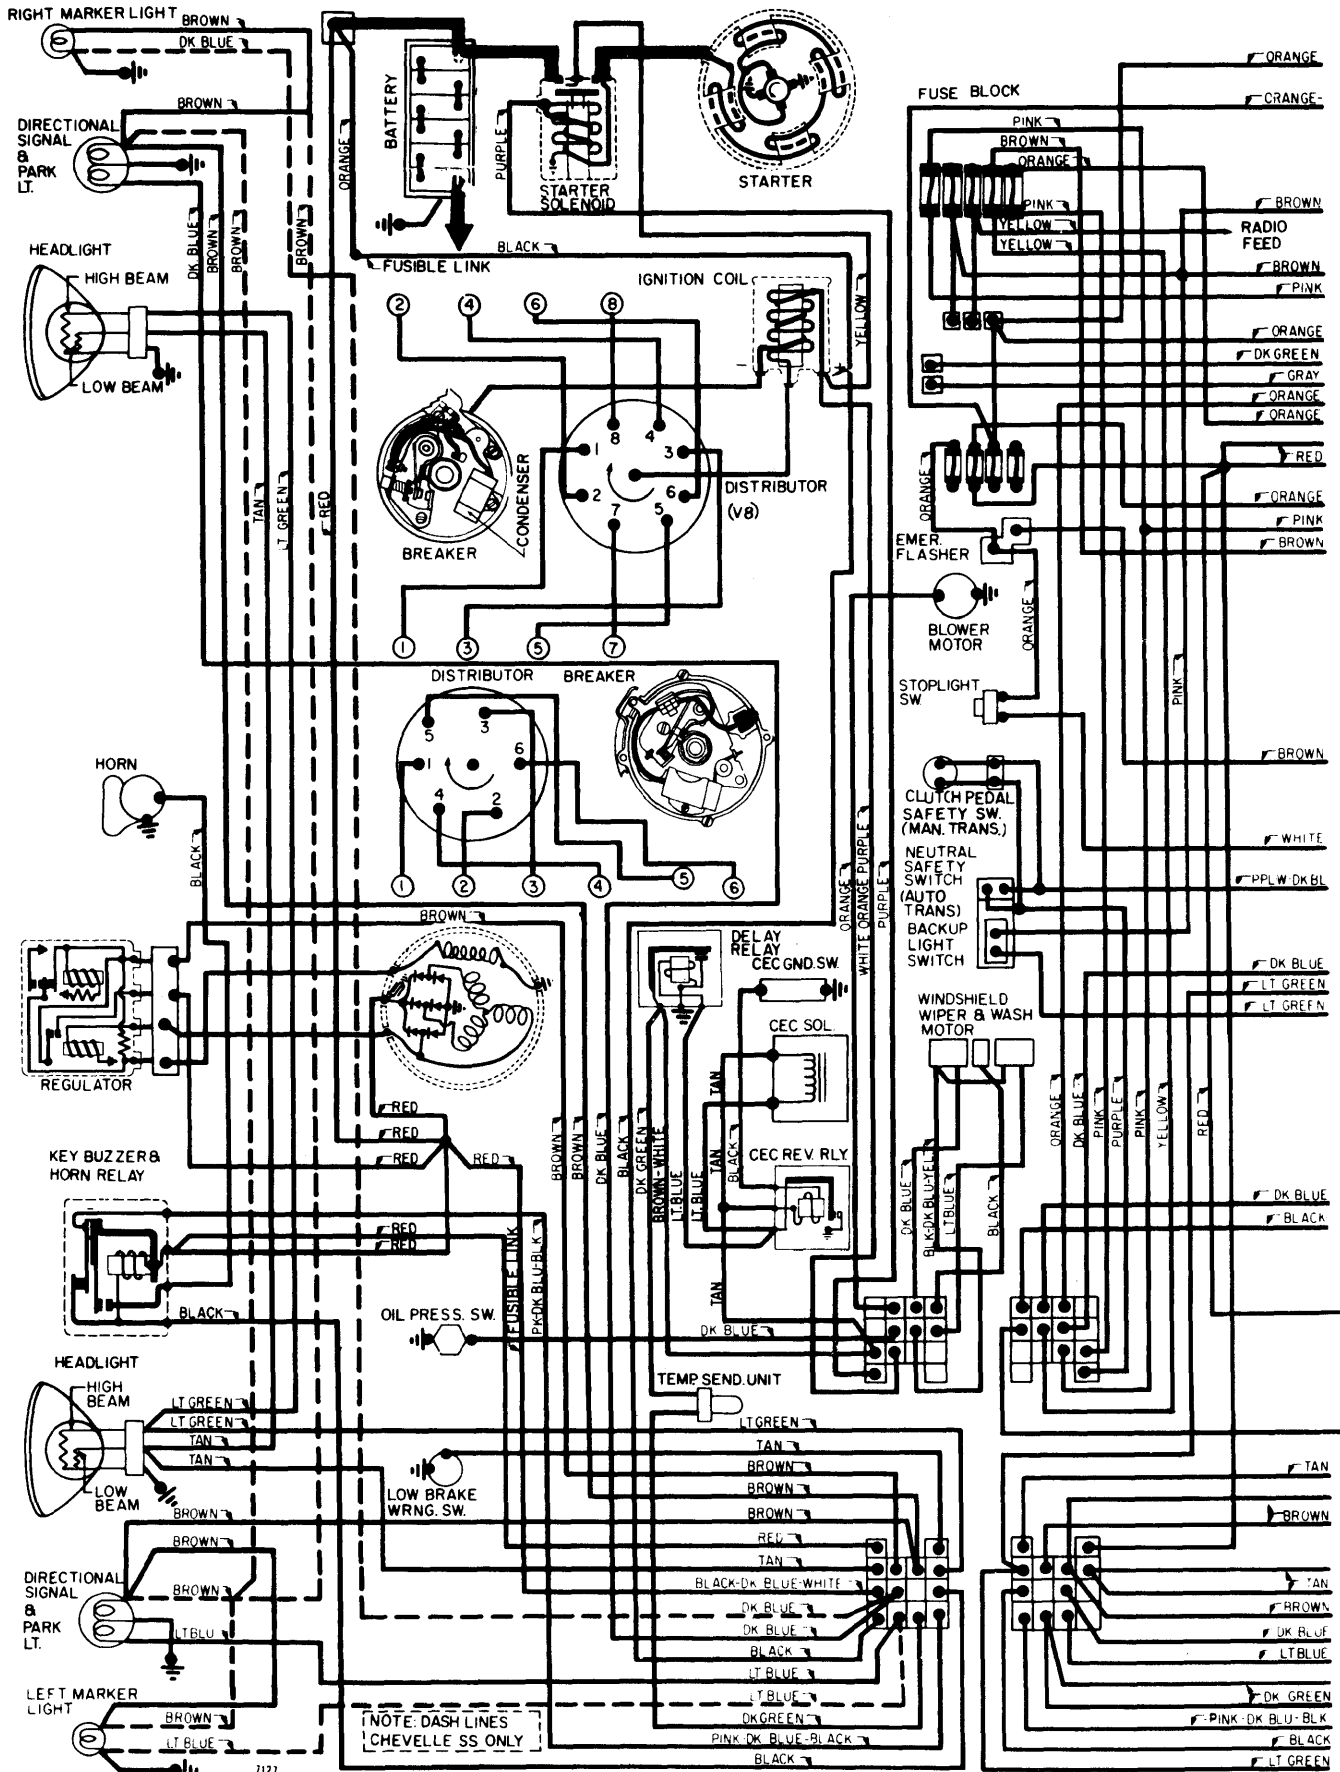 RIGHT MARKER LIGHT
BROWN
DK BLUE
BROWN
DIRECTIONAL
SIGNAL
&
PARK
LT.
DK BLUE
BROWN
BROWN
BROWN
HEADLIGHT
HIGH BEAM
LOW BEAM
TAN
LT GREEN
RED
ORANGE
BATTERY
PURPLE
STARTER
SOLENOID
STARTER
BLACK
FUSIBLE LINK
IGNITION COIL
YELLOW
2
4
6
8
-
+
8
4
1
3
2
6
7
5
DISTRIBUTOR
(V8)
CONDENSER
BREAKER
1
3
5
7
DISTRIBUTOR
BREAKER
5
3
1
6
4
2
1
2
3
4
5
6
HORN
BLACK
BROWN
REGULATOR
RED
RED
RED
RED
KEY BUZZER &
HORN RELAY
RED
RED
BLACK
FUSIBLE LINK
PK-DK BLU-BLK
OIL PRESS. SW.
DK BLUE
BROWN
BROWN
DK BLUE
BLACK
DK GREEN
BROWN-WHITE
LT.BLUE
LT BLUE
TAN
TAN
BLACK
TAN
DELAY
RELAY
CEC GND. SW.
CEC SOL.
CEC REV. RLY.
ORANGE
WHITE ORANGE PURPLE
PURPLE
TEMP. SEND. UNIT
HEADLIGHT
HIGH
BEAM
LOW
BEAM
LT GREEN
LT GREEN
TAN
TAN
BROWN
BROWN
LOW BRAKE
WRNG. SW.
DIRECTIONAL
SIGNAL
&
PARK
LT.
BROWN
LT BLU
LEFT MARKER
LIGHT
BROWN
LT BLUE
7127
NOTE: DASH LINES
CHEVELLE SS ONLY
LT GREEN
TAN
BROWN
BROWN
BROWN
RED
TAN
BLACK-DK BLUE-WHITE
DK BLUE
DK BLUE
BLACK
LT BLUE
LT BLUE
DK GREEN
PINK-DK BLUE-BLACK
BLACK
FUSE BLOCK
PINK
BROWN
ORANGE
PINK
YELLOW
YELLOW
RADIO
FEED
ORANGE
ORANGE
BROWN
BROWN
PINK
ORANGE
DK GREEN
GRAY
ORANGE
ORANGE
RED
ORANGE
PINK
BROWN
ORANGE
EMER.
FLASHER
BLOWER
MOTOR
ORANGE
STOPLIGHT
SW.
PINK
CLUTCH PEDAL
SAFETY SW.
(MAN. TRANS.)
NEUTRAL
SAFETY
SWITCH
(AUTO
TRANS)
BACKUP
LIGHT
SWITCH
WINDSHIELD
WIPER & WASH
MOTOR
BROWN
WHITE
PPLW-DKBL
DK BLUE
LT GREEN
LT GREEN
ORANGE
DK BLUE
PINK
PURPLE
PINK
YELLOW
RED
DK BLUE
BLK-DK BLU-YEL
LT BLUE
BLACK
DK BLUE
BLACK
TAN
BROWN
TAN
BROWN
DK BLUE
LT BLUE
DK GREEN
PINK-DK BLU-BLK
BLACK
LT GREEN